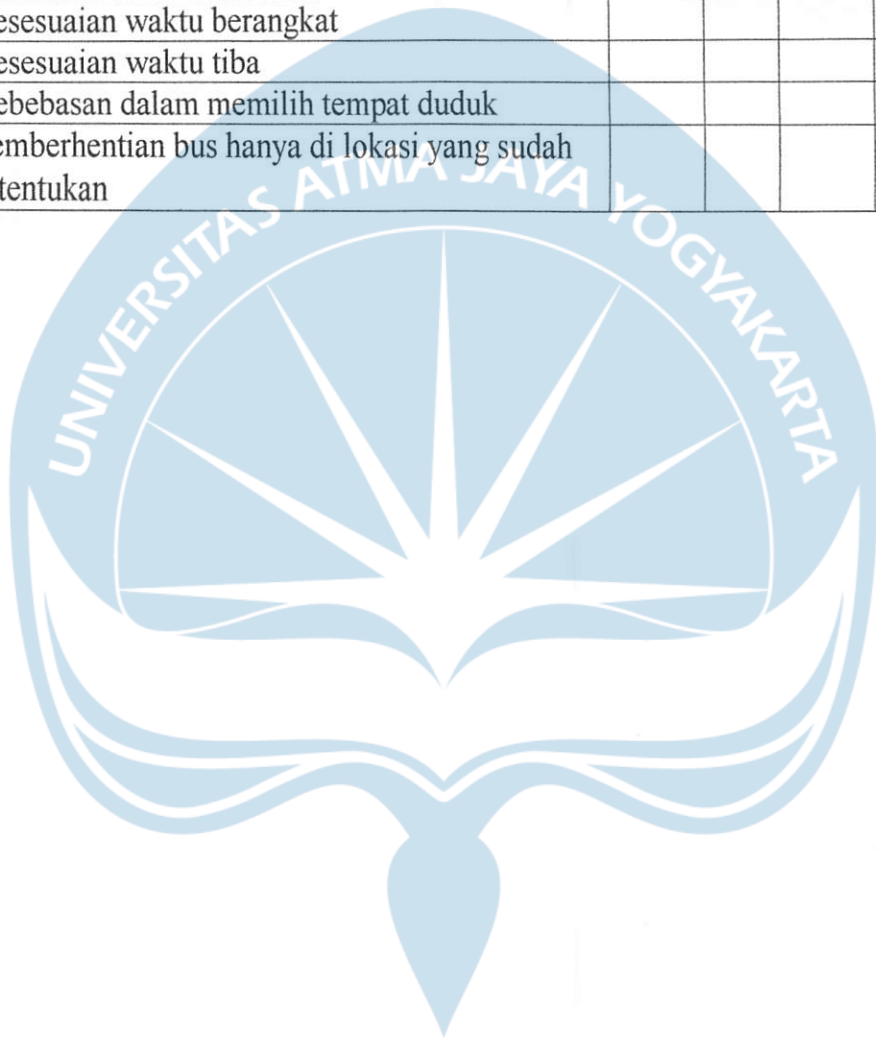 esesuaian waktu berangkat
esesuaian waktu tiba
ebebasan dalam memilih tempat duduk
emberhentian bus hanya di lokasi yang sudah
tentukan
UNIVERSITAS ATMA JAYA YOGYAKARTA